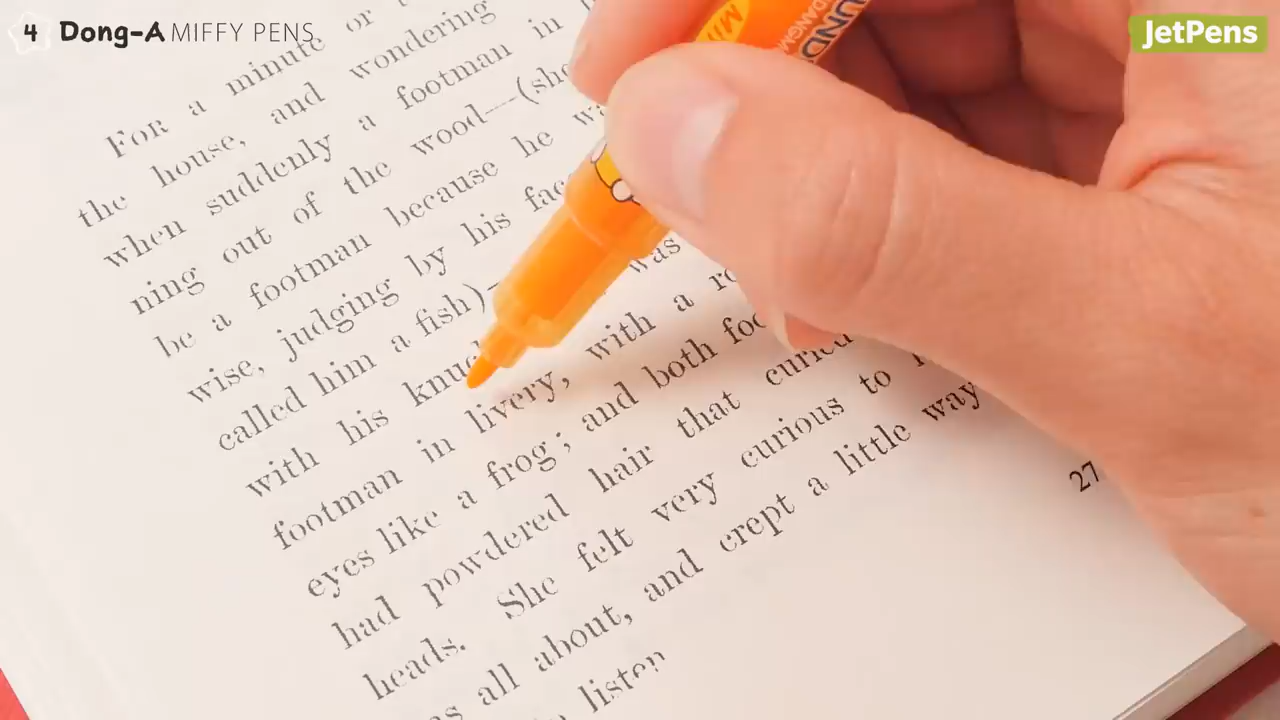 4 Dong-A MIFFY PENS
JetPens
For a minute or
the house, and wondering
when suddenly a footman in
ning out of the wood—(she
be a footman because he
wise, judging by his
called him a fish)— was
with his with a
footman in livery, and both
eyes like a frog; that curled
had powdered hair curious to
heads. She felt very a little way
all about, and crept
listen
27